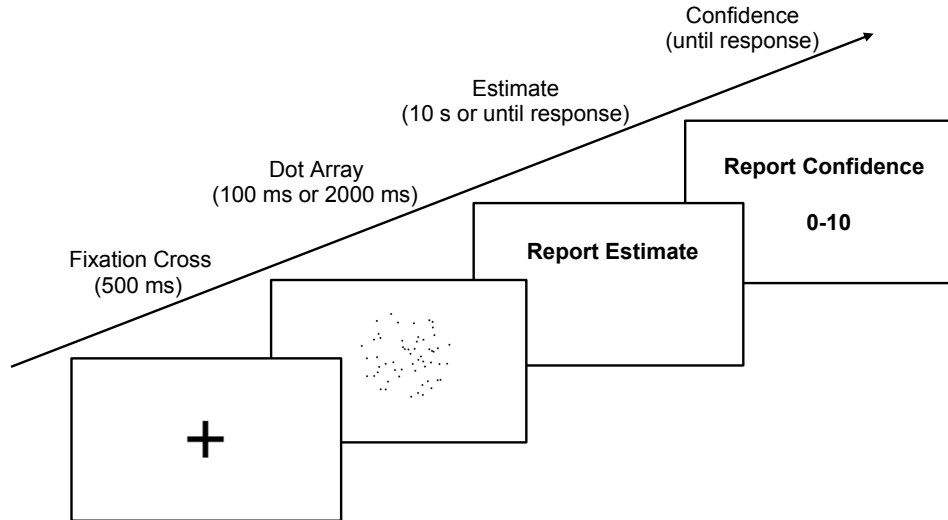 Confidence
(until response)
Estimate
(10 s or until response)
Dot Array
(100 ms or 2000 ms)
Fixation Cross
(500 ms)
Report Estimate
Report Confidence
0-10